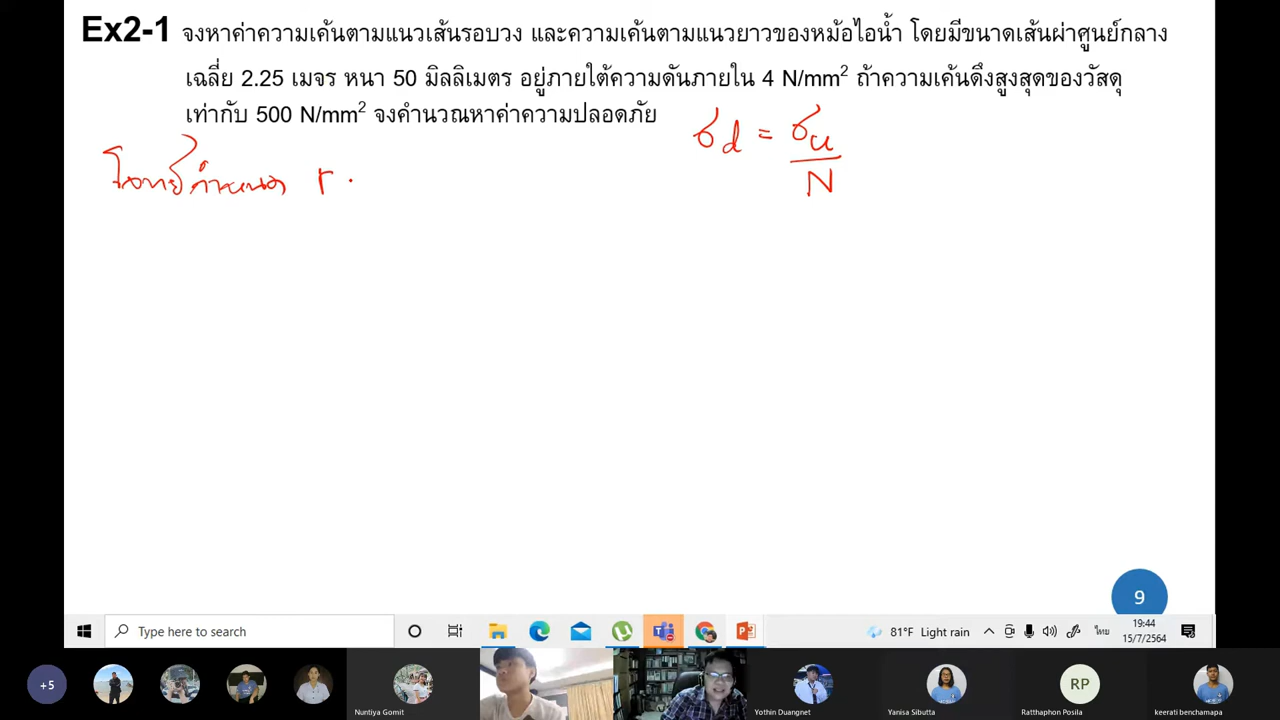 Ex2-1 จงหาค่าความเค้นตามแนวเส้นรอบวง และความเค้นตามแนวยาวของหม้อไอน้ำ โดยมีขนาดเส้นผ่าศูนย์กลาง
เฉลี่ย 2.25 เมจร หนา 50 มิลลิเมตร อยู่ภายใต้ความดันภายใน 4 N/mm² ถ้าความเค้นดึงสูงสุดของวัสดุ
เท่ากับ 500 N/mm² จงคำนวณหาค่าความปลอดภัย
σd = σu
N
โจทย์กำหนด r
9
Type here to search
81°F Light rain
ไทย
19:44
15/7/2564
+5
Nuntiya Gomit
Yothin Duangnet
Yanisa Sibutta
RP
Ratthaphon Posila
keerati benchamapa